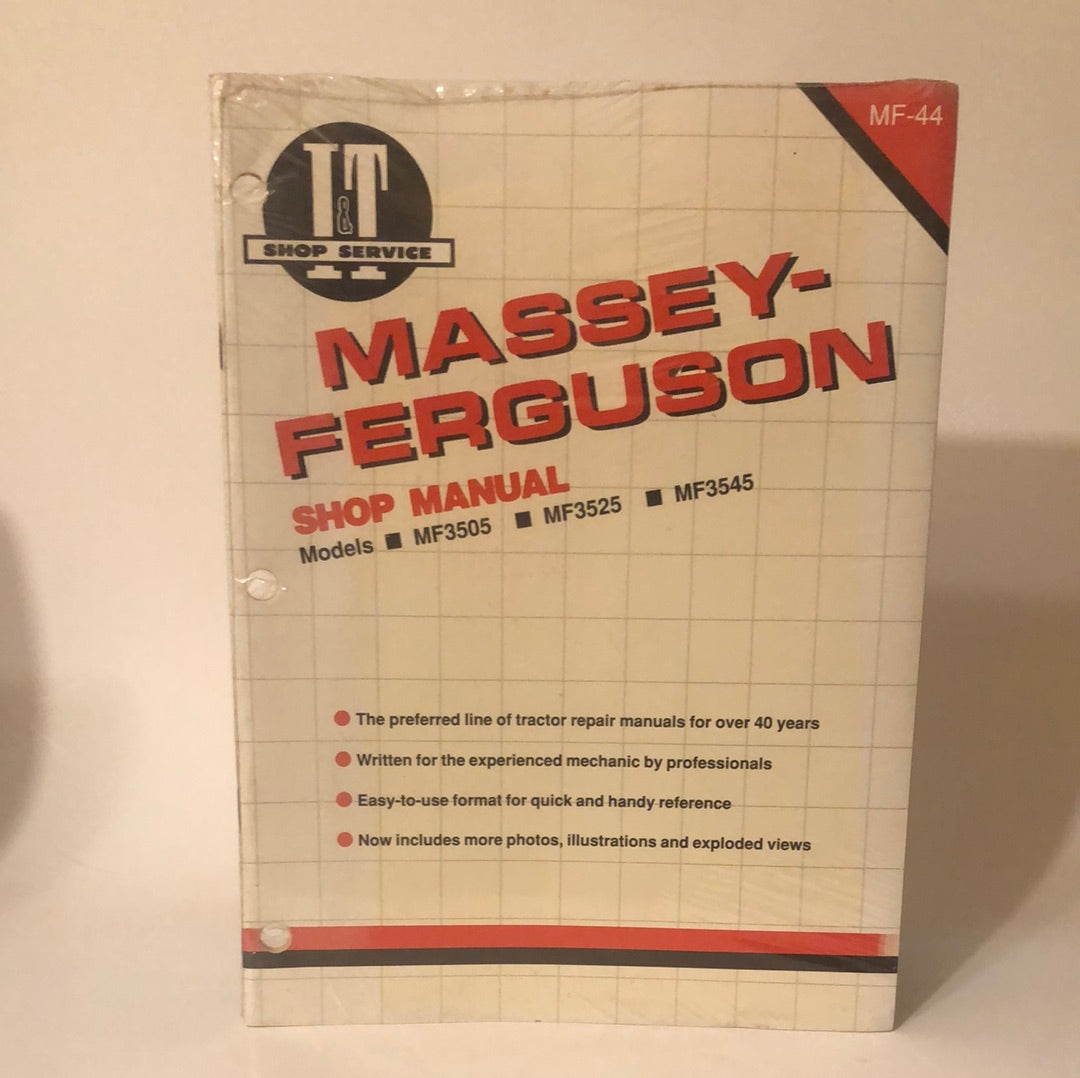 MF-44
I&T
SHOP SERVICE
MASSEY-
FERGUSON
SHOP MANUAL
Models ■ MF3505 ■ MF3525 ■ MF3545
● The preferred line of tractor repair manuals for over 40 years
● Written for the experienced mechanic by professionals
● Easy-to-use format for quick and handy reference
● Now includes more photos, illustrations and exploded views